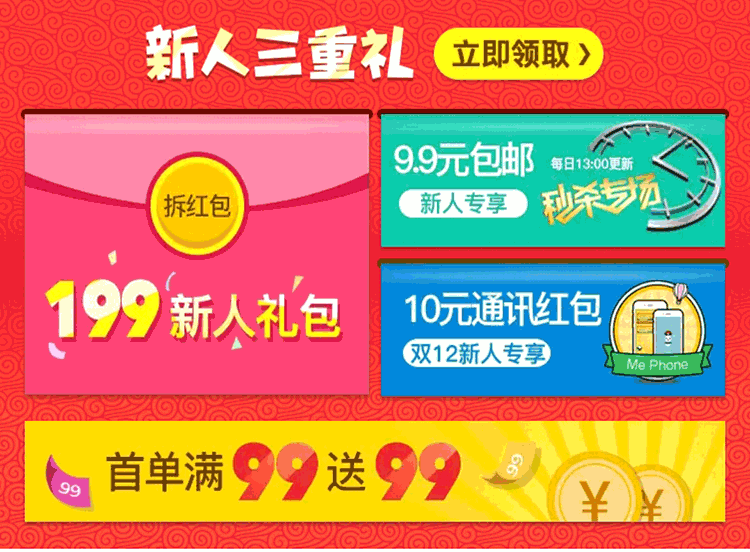 新人三重礼
立即领取 >
拆红包
199新人礼包
9.9元包邮
每日13:00更新
新人专享
秒杀专场
10元通讯红包
双12新人专享
Me Phone
99
首单满99送99
99
¥
¥